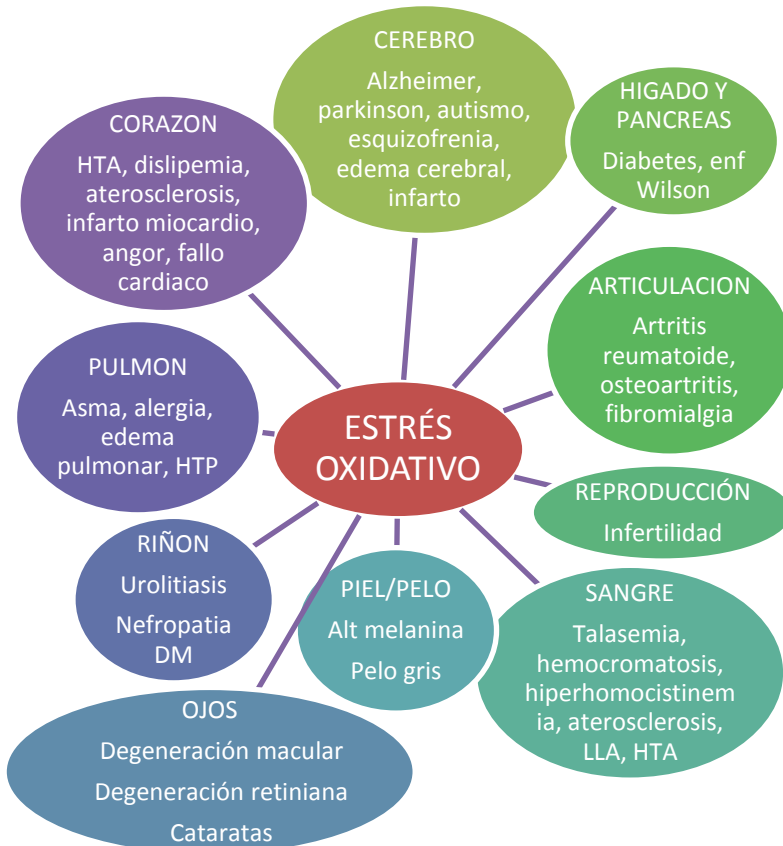 CEREBRO
Alzheimer,
parkinson, autismo,
esquizofrenia,
edema cerebral,
infarto
HIGADO Y
PANCREAS
Diabetes, enf
Wilson
CORAZON
HTA, dislipemia,
aterosclerosis,
infarto miocardio,
angor, fallo
cardiaco
ARTICULACION
Artritis
reumatoide,
osteoartritis,
fibromialgia
PULMON
Asma, alergia,
edema
pulmonar, HTP
ESTRÉS
OXIDATIVO
REPRODUCCIÓN
Infertilidad
RIÑON
Urolitiasis
Nefropatia
DM
PIEL/PELO
Alt melanina
Pelo gris
SANGRE
Talasemia,
hemocromatosis,
hiperhomocistinem
ia, aterosclerosis,
LLA, HTA
OJOS
Degeneración macular
Degeneración retiniana
Cataratas